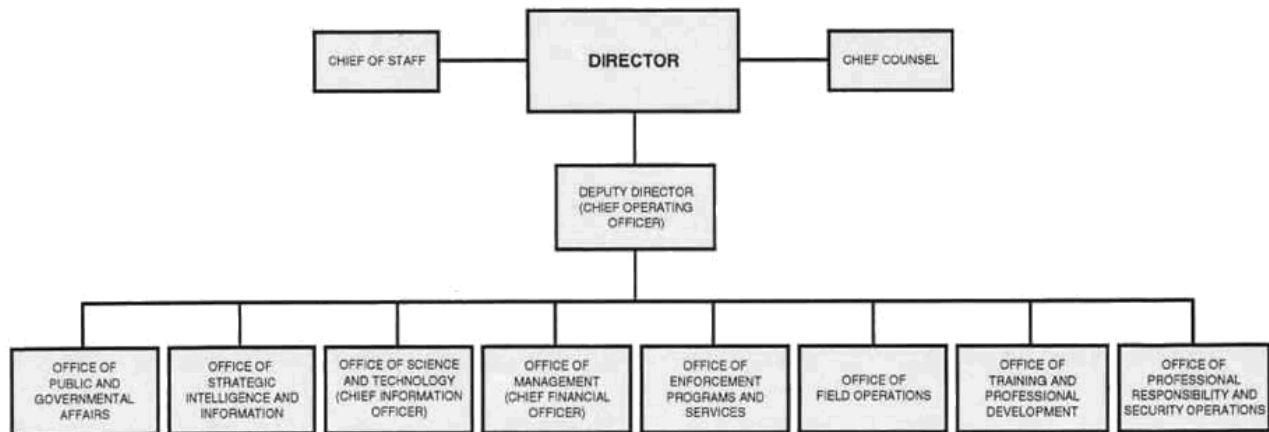 CHIEF OF STAFF
DIRECTOR
CHIEF COUNSEL
DEPUTY DIRECTOR
(CHIEF OPERATING
OFFICER)
OFFICE OF
PUBLIC AND
GOVERNMENTAL
AFFAIRS
OFFICE OF
STRATEGIC
INTELLIGENCE AND
INFORMATION
OFFICE OF SCIENCE
AND TECHNOLOGY
(CHIEF INFORMATION
OFFICER)
OFFICE OF
MANAGEMENT
(CHIEF FINANCIAL
OFFICER)
OFFICE OF
ENFORCEMENT
PROGRAMS AND
SERVICES
OFFICE OF
FIELD OPERATIONS
OFFICE OF
TRAINING AND
PROFESSIONAL
DEVELOPMENT
OFFICE OF
PROFESSIONAL
RESPONSIBILITY AND
SECURITY OPERATIONS